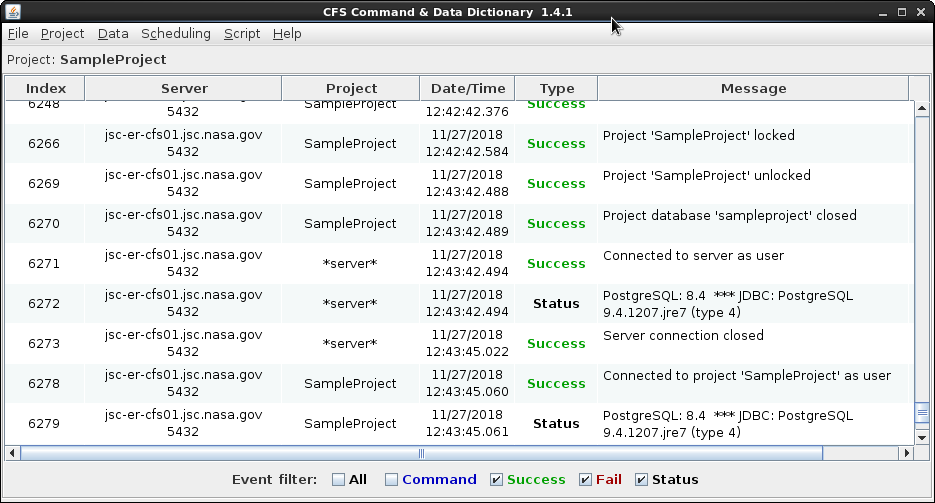 CFS Command & Data Dictionary 1.4.1
File Project Data Scheduling Script Help
Project: SampleProject
Index Server Project Date/Time Type Message
6248 SampleProject Success
5432 12:42:42.376
6266 jsc-er-cfs01.jsc.nasa.gov SampleProject 11/27/2018 Success Project 'SampleProject' locked
5432 12:42:42.584
6269 jsc-er-cfs01.jsc.nasa.gov SampleProject 11/27/2018 Success Project 'SampleProject' unlocked
5432 12:43:42.488
6270 jsc-er-cfs01.jsc.nasa.gov SampleProject 11/27/2018 Success Project database 'sampleproject' closed
5432 12:43:42.489
6271 jsc-er-cfs01.jsc.nasa.gov *server* 11/27/2018 Success Connected to server as user
5432 12:43:42.494
6272 jsc-er-cfs01.jsc.nasa.gov *server* 11/27/2018 Status PostgreSQL: 8.4 *** JDBC: PostgreSQL
5432 12:43:42.494 9.4.1207.jre7 (type 4)
6273 jsc-er-cfs01.jsc.nasa.gov *server* 11/27/2018 Success Server connection closed
5432 12:43:45.022
6278 jsc-er-cfs01.jsc.nasa.gov SampleProject 11/27/2018 Success Connected to project 'SampleProject' as user
5432 12:43:45.060
6279 jsc-er-cfs01.jsc.nasa.gov SampleProject 11/27/2018 Status PostgreSQL: 8.4 *** JDBC: PostgreSQL
5432 12:43:45.061 9.4.1207.jre7 (type 4)
Event filter: All Command Success Fail Status